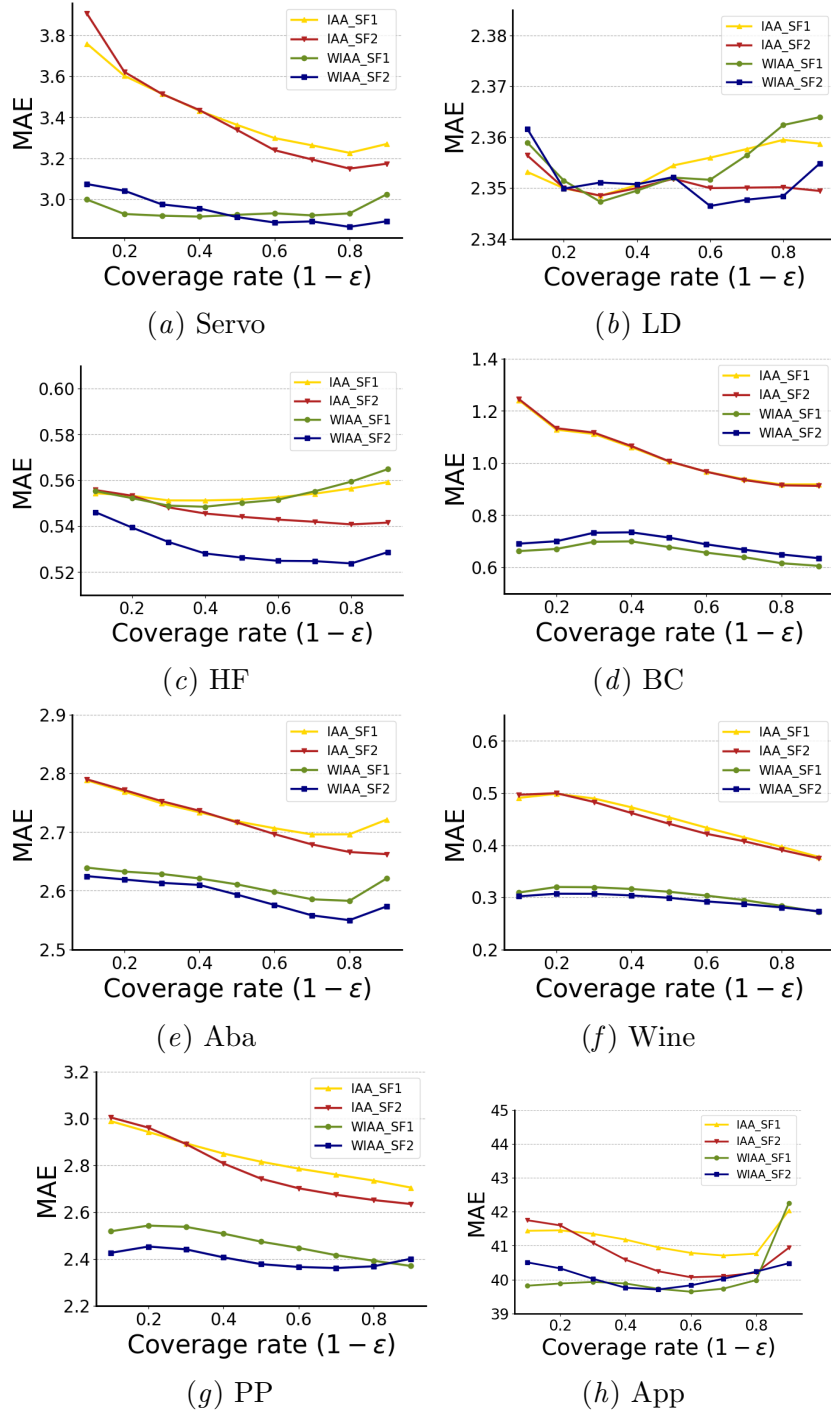 3.8
3.6
3.4
3.2
3.0
MAE
IAA_SF1
IAA_SF2
WIAA_SF1
WIAA_SF2
0.2 0.4 0.6 0.8
Coverage rate (1 − ε)
(a) Servo
2.38
2.37
2.36
2.35
2.34
MAE
IAA_SF1
IAA_SF2
WIAA_SF1
WIAA_SF2
0.2 0.4 0.6 0.8
Coverage rate (1 − ε)
(b) LD
0.60
0.58
0.56
0.54
0.52
MAE
IAA_SF1
IAA_SF2
WIAA_SF1
WIAA_SF2
0.2 0.4 0.6 0.8
Coverage rate (1 − ε)
(c) HF
1.4
1.2
1.0
0.8
0.6
MAE
IAA_SF1
IAA_SF2
WIAA_SF1
WIAA_SF2
0.2 0.4 0.6 0.8
Coverage rate (1 − ε)
(d) BC
2.9
2.8
2.7
2.6
2.5
MAE
IAA_SF1
IAA_SF2
WIAA_SF1
WIAA_SF2
0.2 0.4 0.6 0.8
Coverage rate (1 − ε)
(e) Aba
0.6
0.5
0.4
0.3
0.2
MAE
IAA_SF1
IAA_SF2
WIAA_SF1
WIAA_SF2
0.2 0.4 0.6 0.8
Coverage rate (1 − ε)
(f) Wine
3.2
3.0
2.8
2.6
2.4
2.2
MAE
IAA_SF1
IAA_SF2
WIAA_SF1
WIAA_SF2
0.2 0.4 0.6 0.8
Coverage rate (1 − ε)
(g) PP
45
44
43
42
41
40
39
MAE
IAA_SF1
IAA_SF2
WIAA_SF1
WIAA_SF2
0.2 0.4 0.6 0.8
Coverage rate (1 − ε)
(h) App